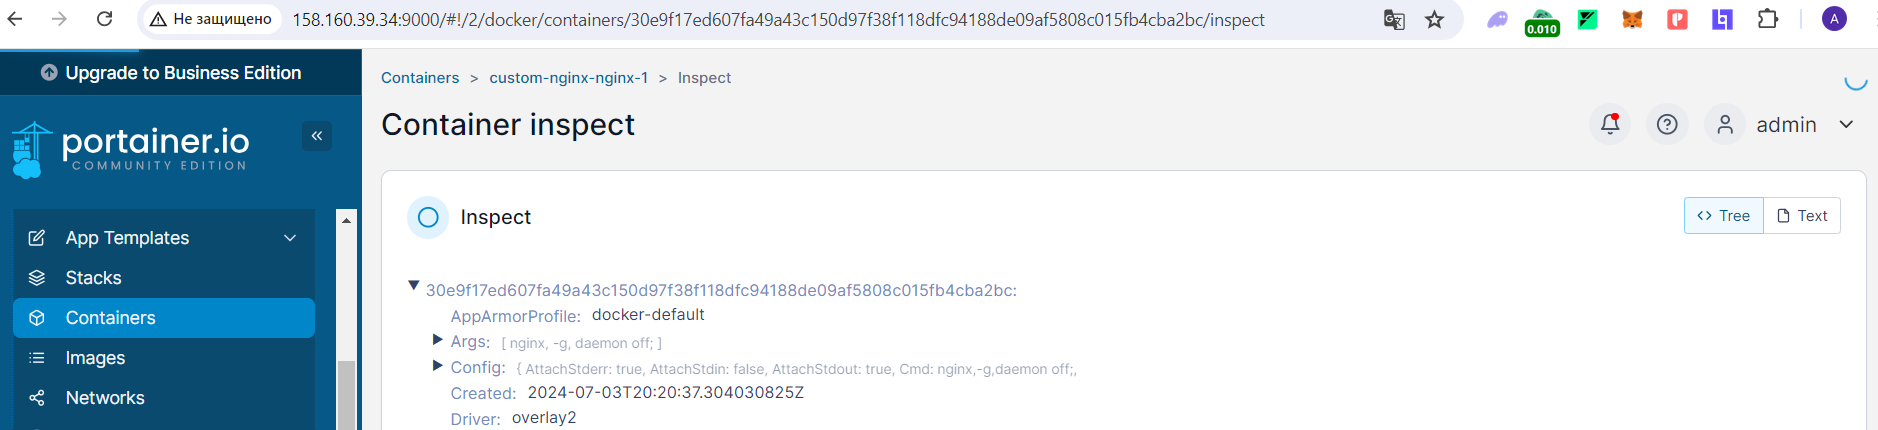 Не защищено
158.160.39.34:9000/#!/2/docker/containers/30e9f17ed607fa49a43c150d97f38f118dfc94188de09af5808c015fb4cba2bc/inspect
0.010
A
Upgrade to Business Edition
portainer.io
COMMUNITY EDITION
App Templates
Stacks
Containers
Images
Networks
Containers > custom-nginx-nginx-1 > Inspect
Container inspect
admin
Inspect
Tree
Text
30e9f17ed607fa49a43c150d97f38f118dfc94188de09af5808c015fb4cba2bc:
AppArmorProfile: docker-default
Args: [ nginx, -g, daemon off; ]
Config: { AttachStderr: true, AttachStdin: false, AttachStdout: true, Cmd: nginx,-g,daemon off;,
Created: 2024-07-03T20:20:37.304030825Z
Driver: overlay2